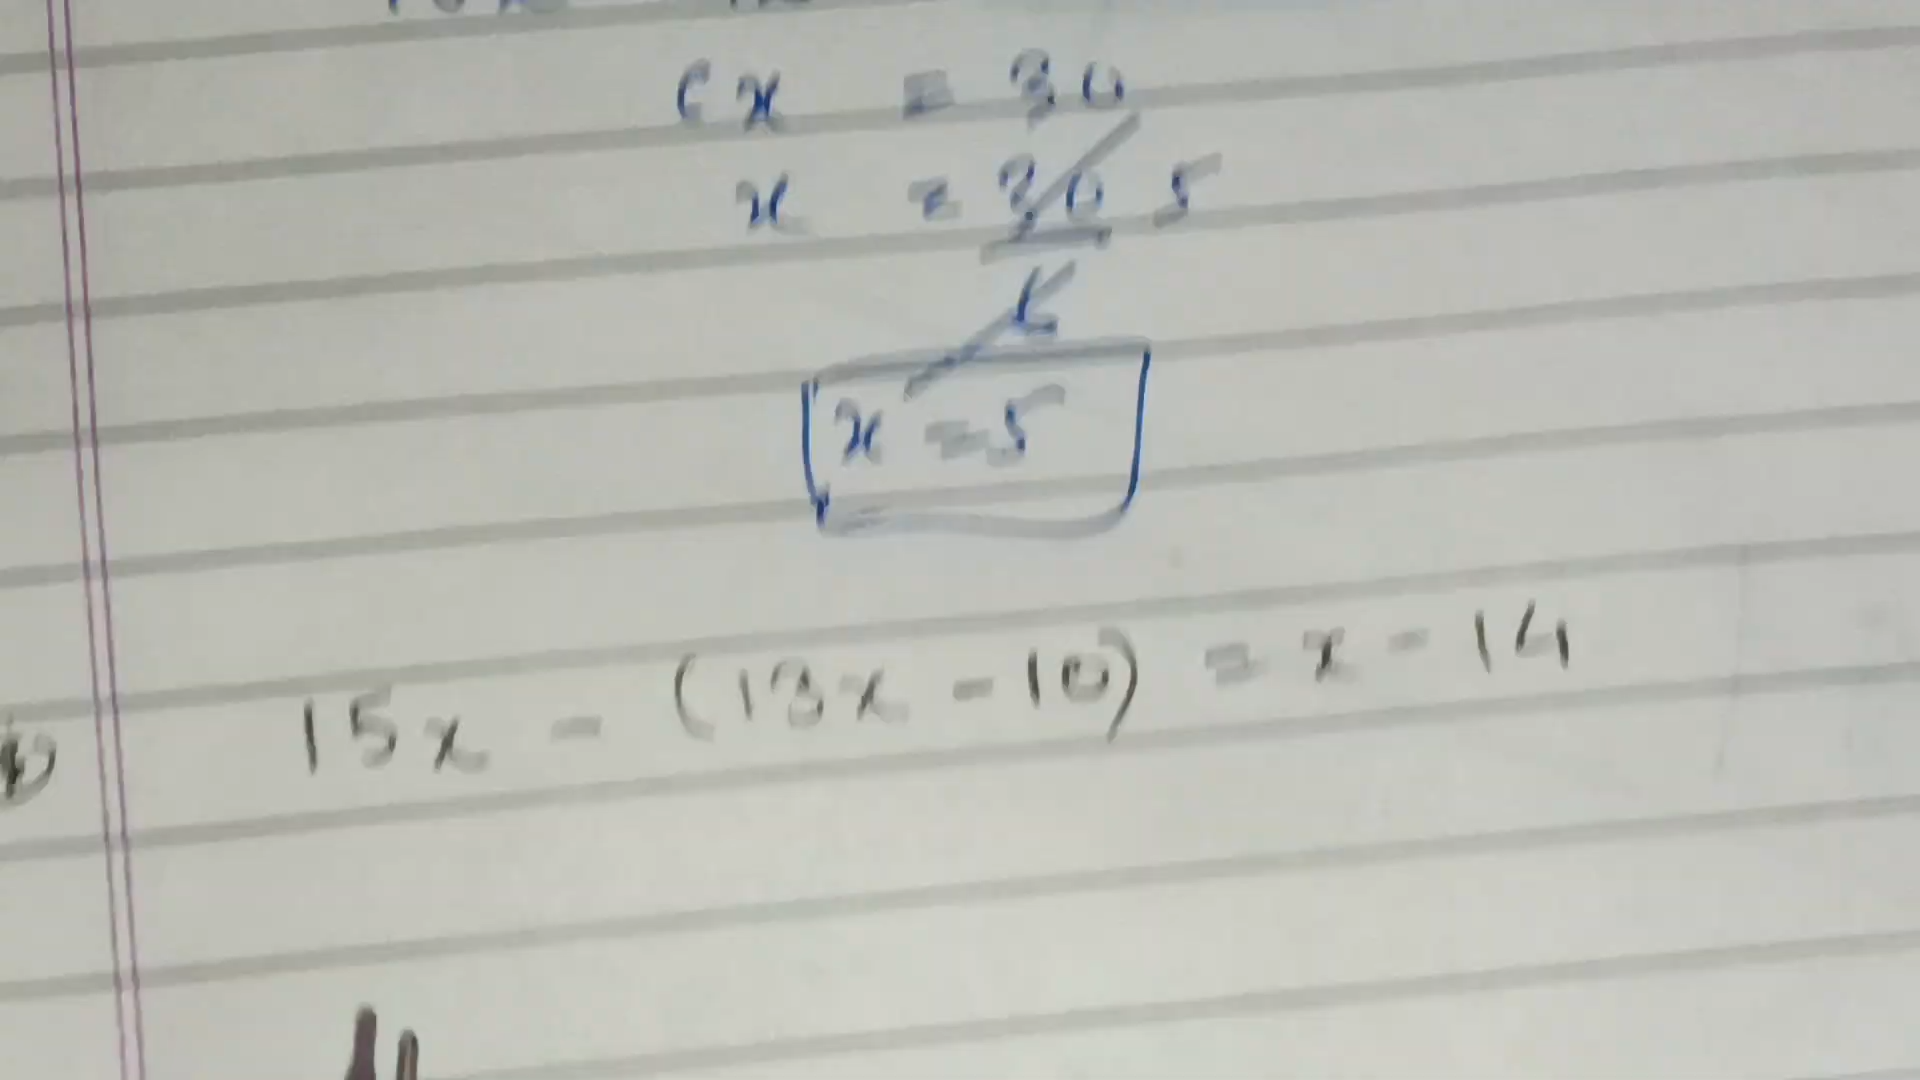 6x = 30
x = 30 5
6
x = 5
15x - (13x - 10) = x - 14